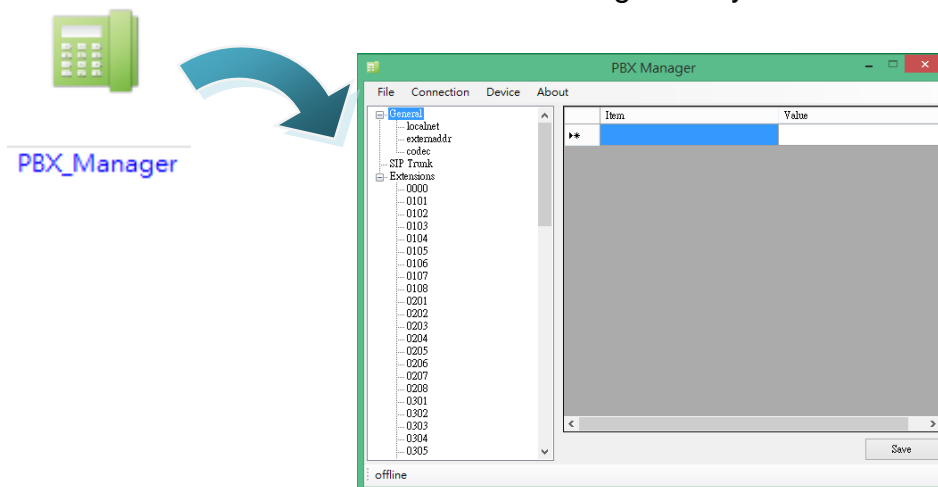 PBX_Manager
PBX Manager
File Connection Device About
General
localnet
externaddr
codec
SIP Trunk
Extensions
0000
0101
0102
0103
0104
0105
0106
0107
0108
0201
0202
0203
0204
0205
0206
0207
0208
0301
0302
0303
0304
0305
Item Value
Save
offline